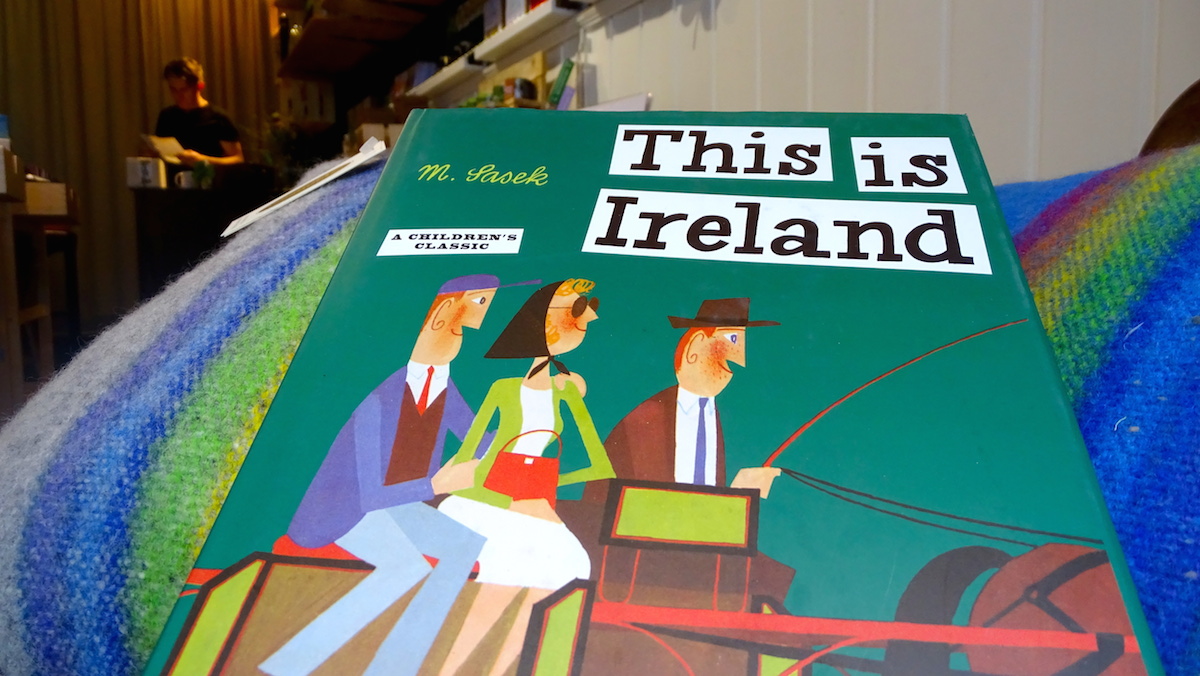 This is
M. Sasek
Ireland
A CHILDREN'S
CLASSIC